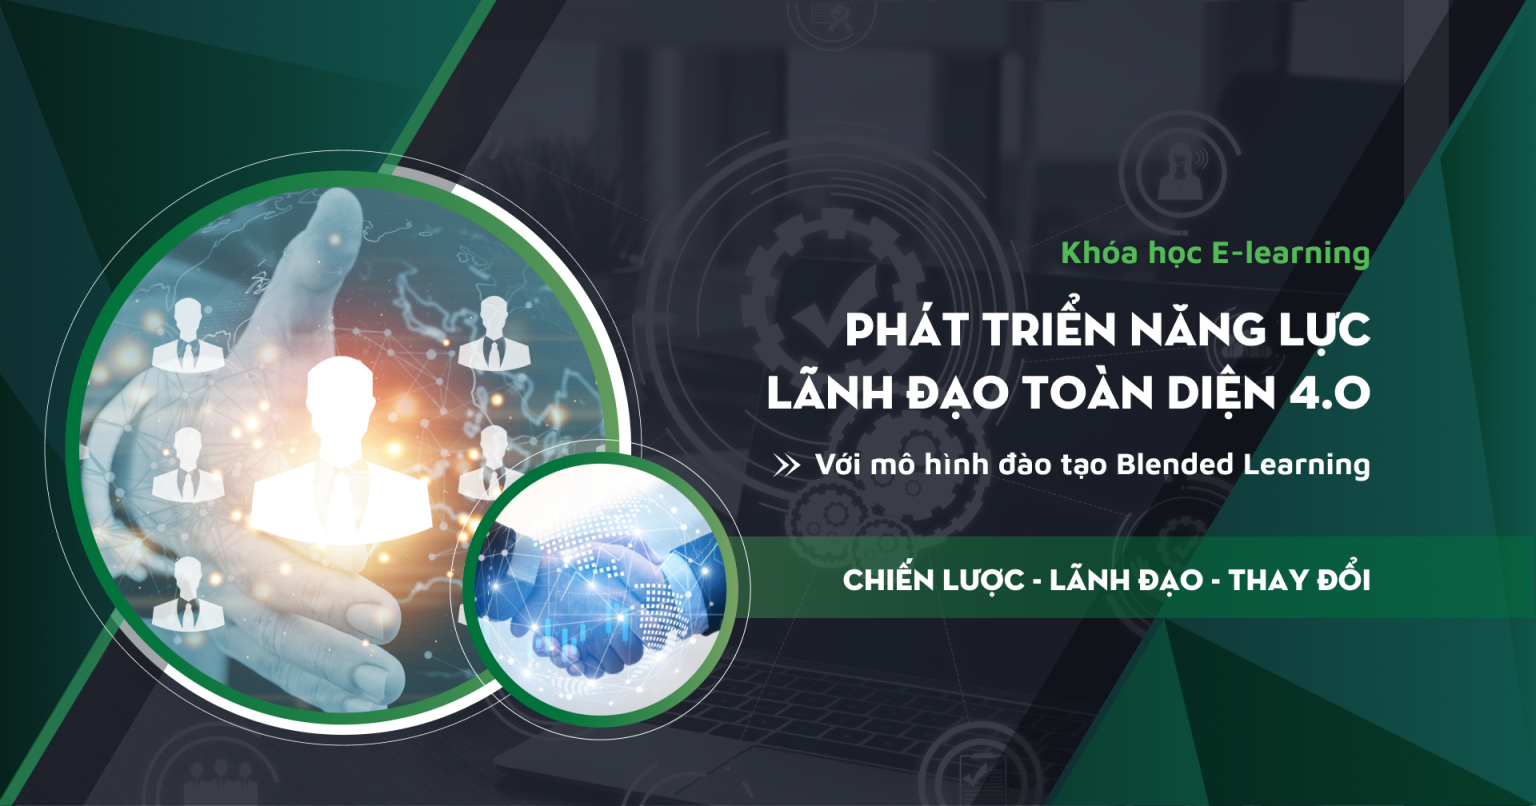 Khóa học E-learning
PHÁT TRIỂN NĂNG LỰC
LÃNH ĐẠO TOÀN DIỆN 4.0
Với mô hình đào tạo Blended Learning
CHIẾN LƯỢC - LÃNH ĐẠO - THAY ĐỔI